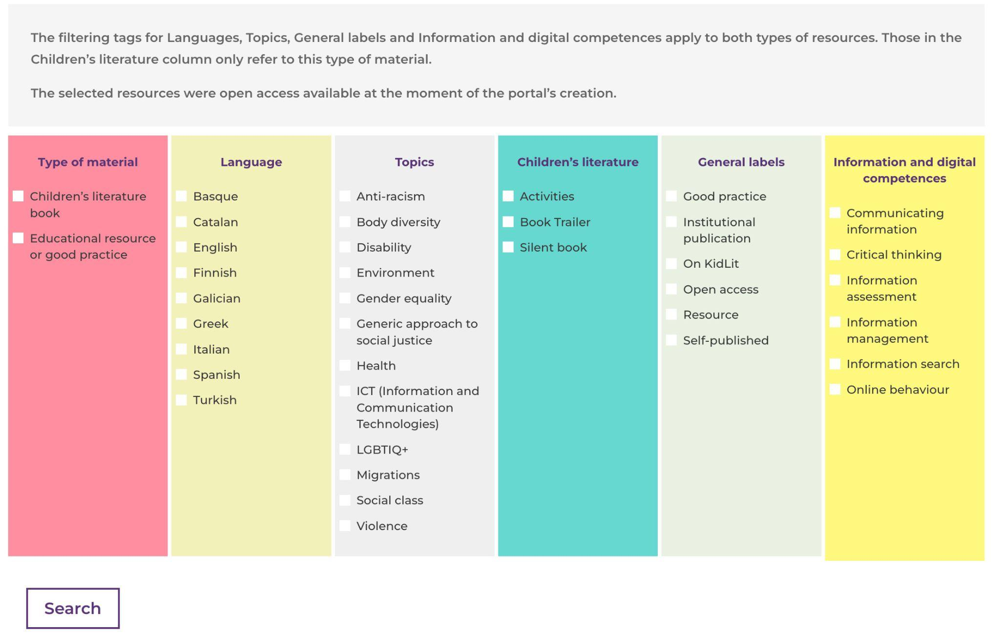 The filtering tags for Languages, Topics, General labels and Information and digital competences apply to both types of resources. Those in the
Children’s literature column only refer to this type of material.
The selected resources were open access available at the moment of the portal’s creation.
Type of material
Children’s literature
book
Educational resource
or good practice
Language
Basque
Catalan
English
Finnish
Galician
Greek
Italian
Spanish
Turkish
Topics
Anti-racism
Body diversity
Disability
Environment
Gender equality
Generic approach to
social justice
Health
ICT (Information and
Communication
Technologies)
LGBTIQ+
Migrations
Social class
Violence
Children’s literature
Activities
Book Trailer
Silent book
General labels
Good practice
Institutional
publication
On KidLit
Open access
Resource
Self-published
Information and digital
competences
Communicating
information
Critical thinking
Information
assessment
Information
management
Information search
Online behaviour
Search